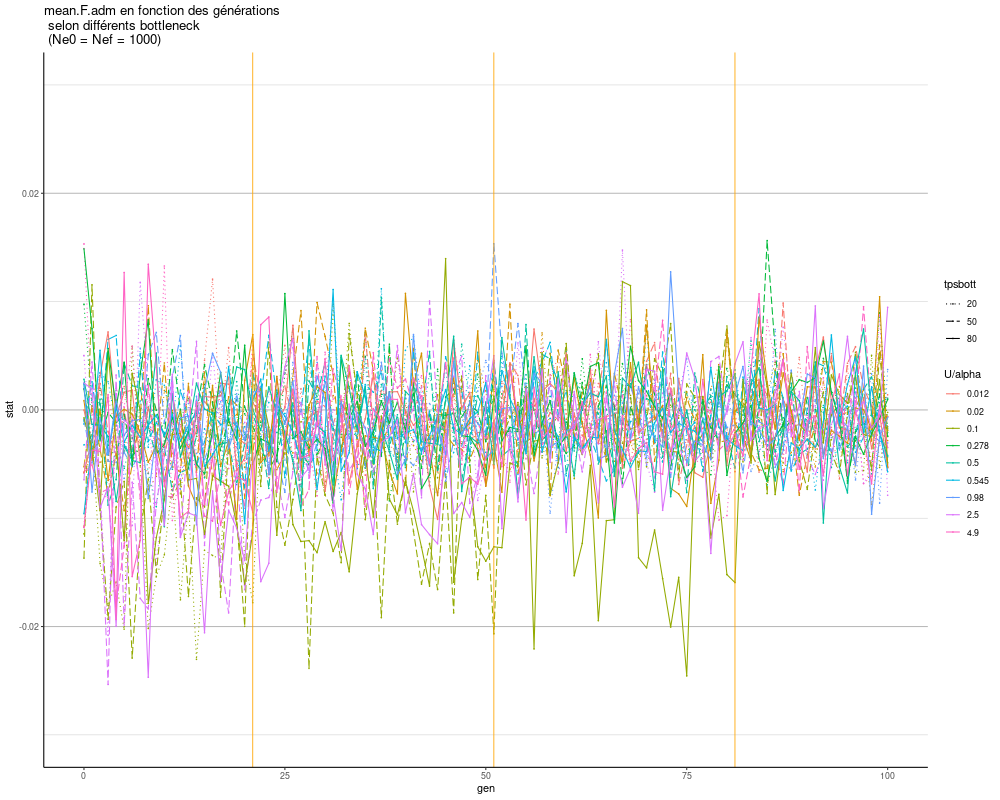 mean.F.adm en fonction des générations
selon différents bottleneck
(Ne0 = Nef = 1000)
stat
0.02
0.00
-0.02
0
25
50
75
100
gen
tpsbott
20
50
80
U/alpha
0.012
0.02
0.1
0.278
0.5
0.545
0.98
2.5
4.9